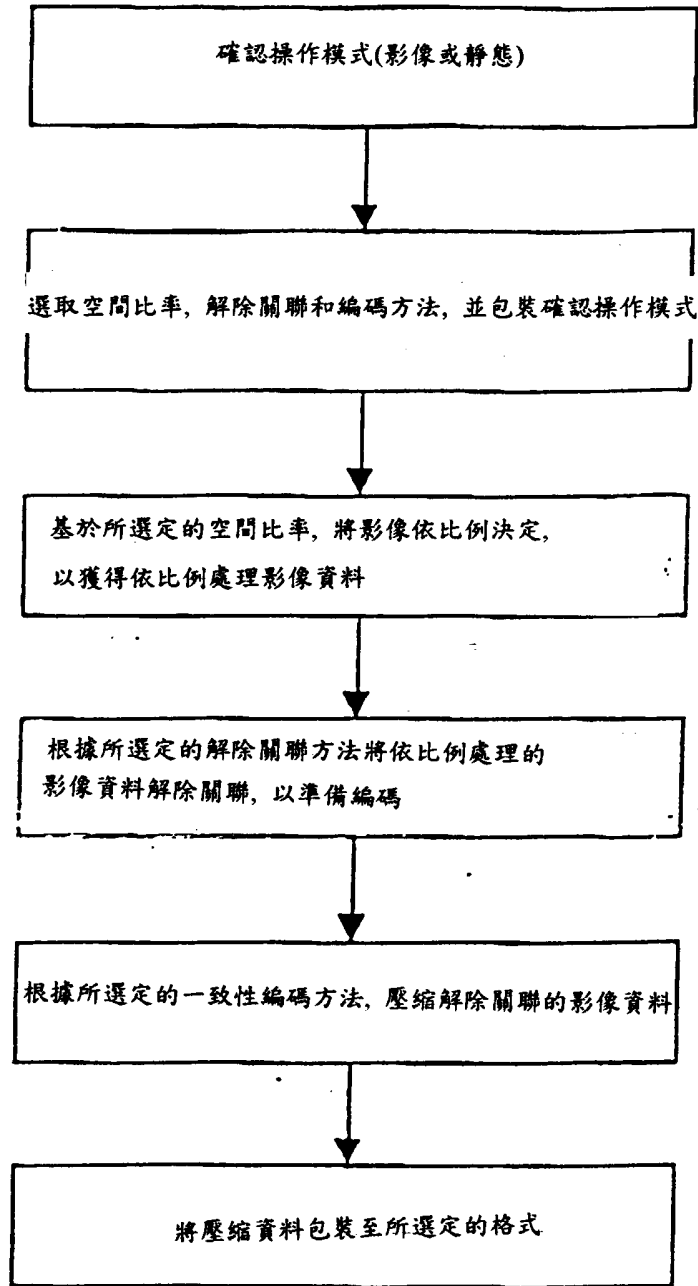 確認操作模式(影像或靜態)
選取空間比率, 解除關聯和編碼方法, 並包裝確認操作模式
基於所選定的空間比率, 將影像依比例決定,
以獲得依比例處理影像資料
根據所選定的解除關聯方法將依比例處理的
影像資料解除關聯, 以準備編碼
根據所選定的一致性編碼方法, 壓縮解除關聯的影像資料
將壓縮資料包裝至所選定的格式